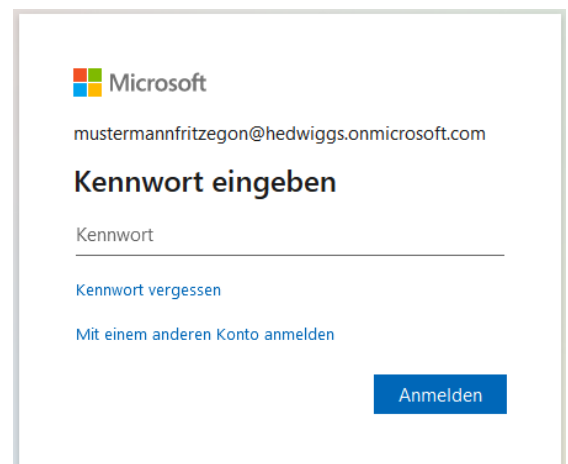 Microsoft
mustermannfritzegon@hedwiggs.onmicrosoft.com
Kennwort eingeben
Kennwort
Kennwort vergessen
Mit einem anderen Konto anmelden
Anmelden